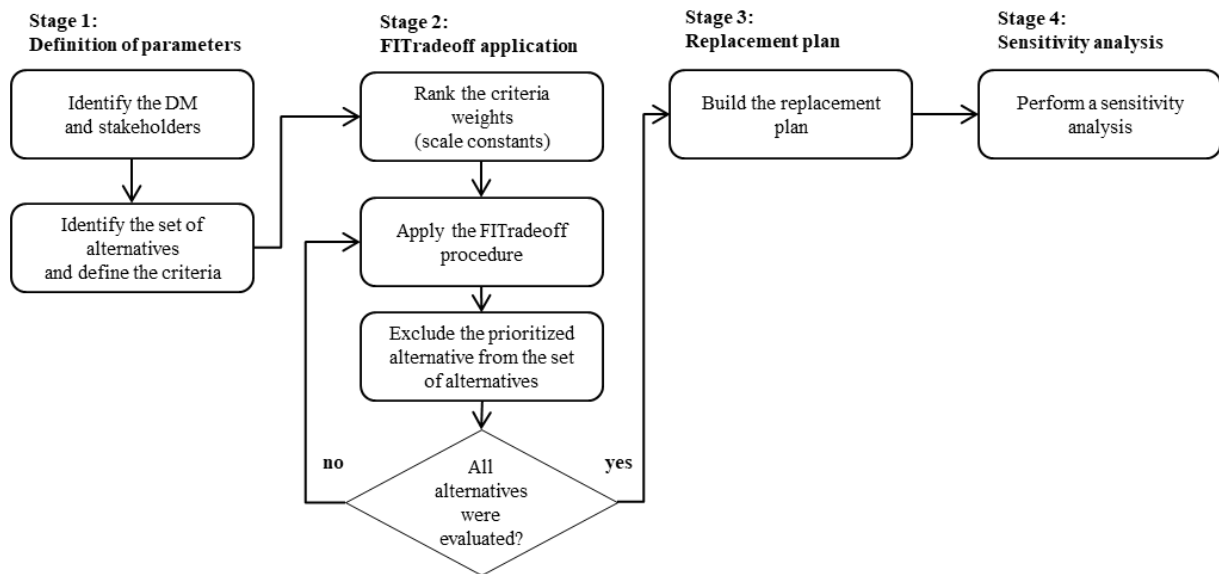 Stage 1:
Definition of parameters
Identify the DM
and stakeholders
Identify the set of
alternatives
and define the criteria
Stage 2:
FITradeoff application
Rank the criteria
weights
(scale constants)
Apply the FITradeoff
procedure
Exclude the prioritized
alternative from the set
of alternatives
no
yes
All
alternatives
were
evaluated?
Stage 3:
Replacement plan
Build the replacement
plan
Stage 4:
Sensitivity analysis
Perform a sensitivity
analysis